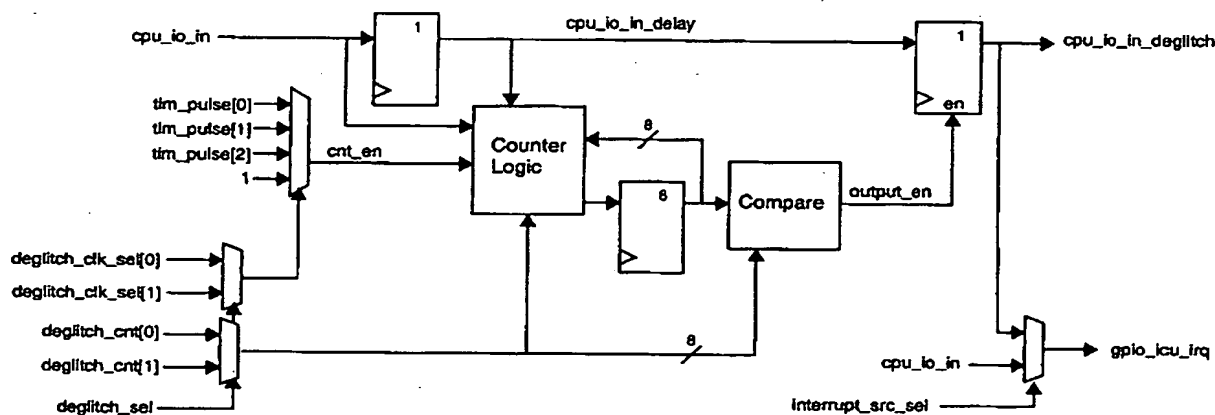 cpu_io_in
1
cpu_io_in_delay
1
cpu_io_in_deglitch
en
tim_pulse[0]
tim_pulse[1]
tim_pulse[2]
1
cnt_en
Counter
Logic
8
6
Compare
output_en
deglitch_clk_sel[0]
deglitch_clk_sel[1]
deglitch_cnt[0]
deglitch_cnt[1]
deglitch_sel
8
cpu_io_in
gpio_icu_irq
interrupt_src_sel